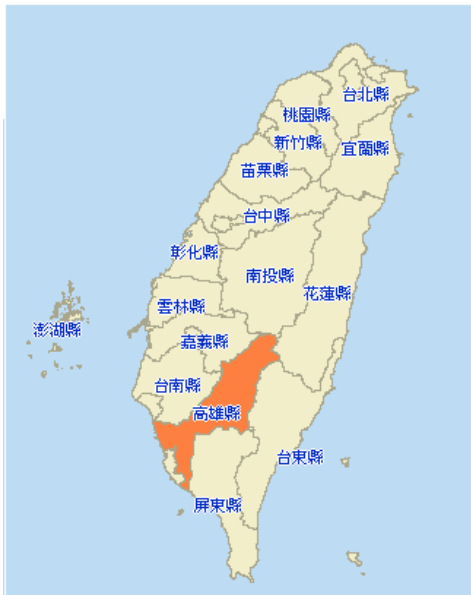 台北縣
桃園縣
新竹縣
宜蘭縣
苗栗縣
台中縣
彰化縣
南投縣
花蓮縣
雲林縣
澎湖縣
嘉義縣
台南縣
高雄縣
台東縣
屏東縣